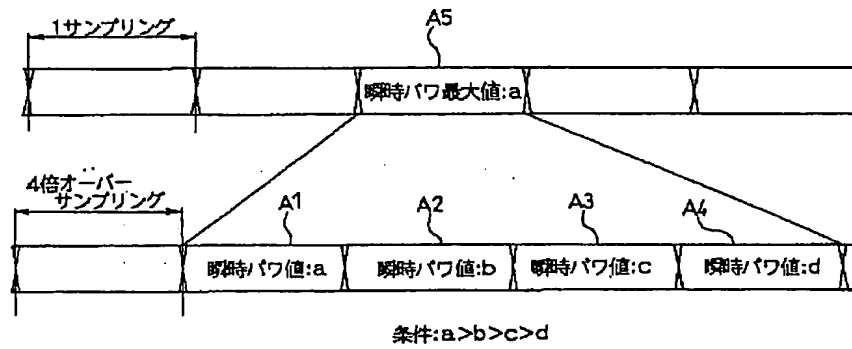 1サンプリング
A5
瞬時パワ最大値:a
4倍オーバー
サンプリング
A1
A2
A3
A4
瞬時パワ値:a
瞬時パワ値:b
瞬時パワ値:c
瞬時パワ値:d
条件:a>b>c>d